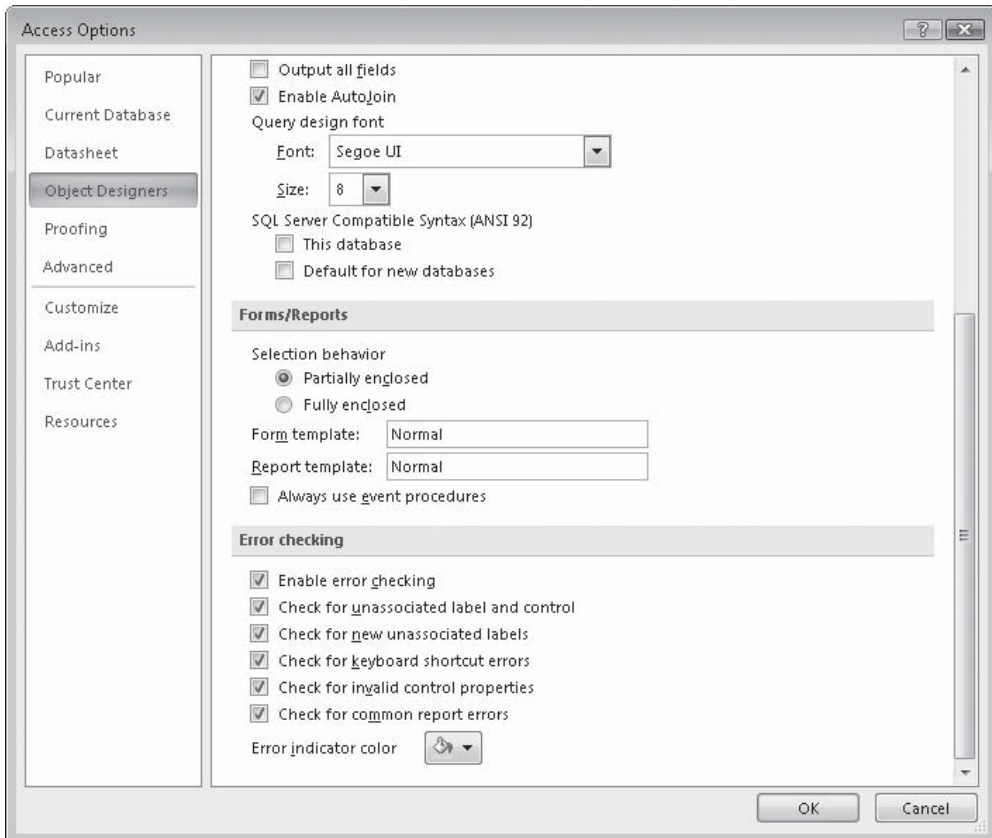 Access Options
Popular
Current Database
Datasheet
Object Designers
Proofing
Advanced
Customize
Add-ins
Trust Center
Resources
Output all fields
Enable AutoJoin
Query design font
Font: Segoe UI
Size: 8
SQL Server Compatible Syntax (ANSI 92)
This database
Default for new databases
Forms/Reports
Selection behavior
Partially enclosed
Fully enclosed
Form template: Normal
Report template: Normal
Always use event procedures
Error checking
Enable error checking
Check for unassociated label and control
Check for new unassociated labels
Check for keyboard shortcut errors
Check for invalid control properties
Check for common report errors
Error indicator color
OK Cancel